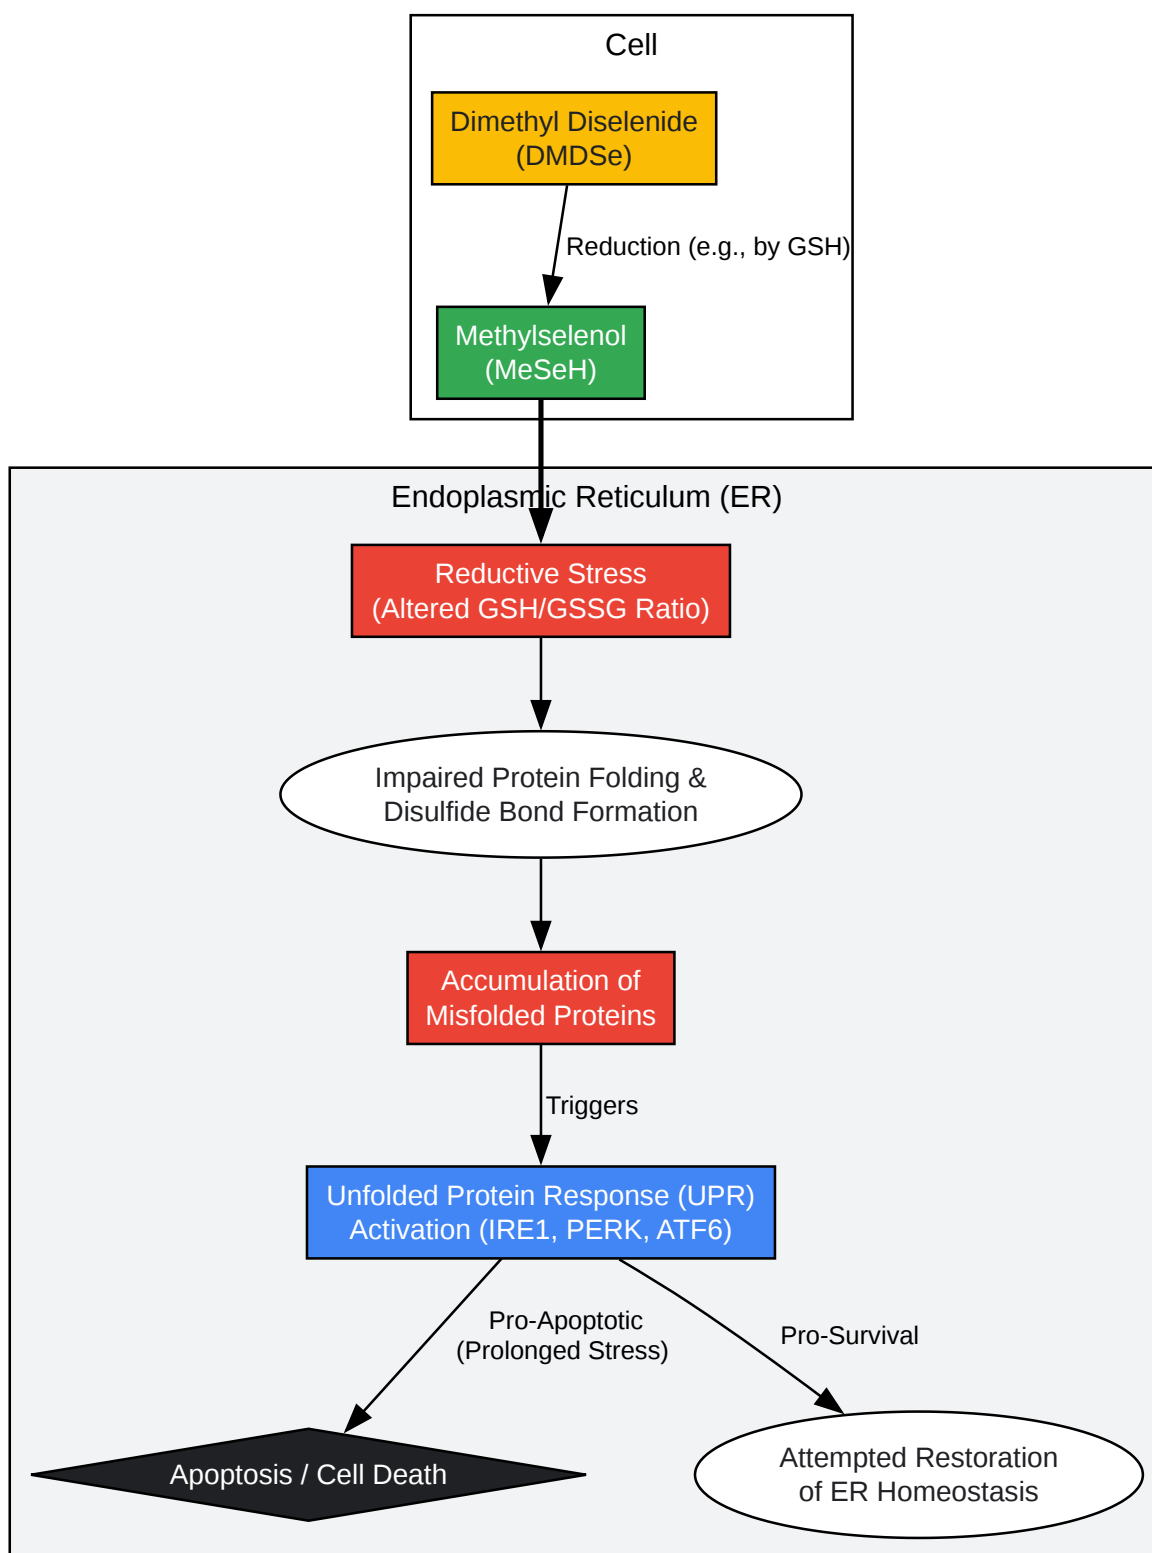 Cell
Dimethyl Diselenide
(DMDSe)
Reduction (e.g., by GSH)
Methylselenol
(MeSeH)
Endoplasmic Reticulum (ER)
Reductive Stress
(Altered GSH/GSSG Ratio)
Impaired Protein Folding &
Disulfide Bond Formation
Accumulation of
Misfolded Proteins
Triggers
Unfolded Protein Response (UPR)
Activation (IRE1, PERK, ATF6)
Pro-Apoptotic
(Prolonged Stress)
Pro-Survival
Apoptosis / Cell Death
Attempted Restoration
of ER Homeostasis